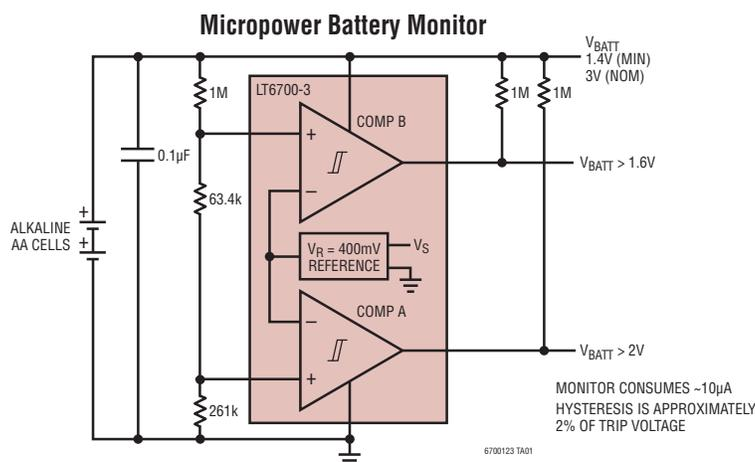 Micropower Battery Monitor
V_BATT
1.4V (MIN)
3V (NOM)
LT6700-3
1M
COMP B
1M
1M
+
0.1µF
V_BATT > 1.6V
63.4k
–
+
ALKALINE
AA CELLS
+
V_R = 400mV
REFERENCE
V_S
COMP A
–
V_BATT > 2V
+
261k
MONITOR CONSUMES ~10µA
HYSTERESIS IS APPROXIMATELY
2% OF TRIP VOLTAGE
6700123 TA01